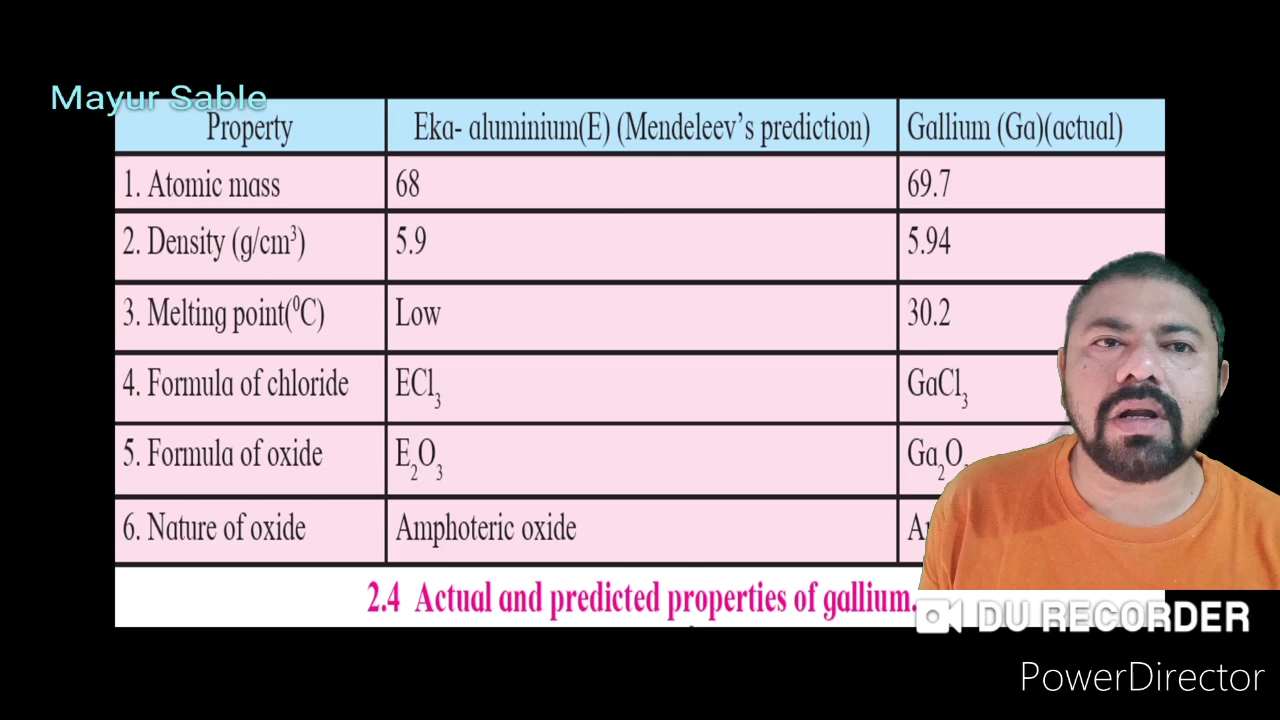 Mayur Sable
Property Eka- aluminium(E) (Mendeleev's prediction) Gallium (Ga)(actual)
1. Atomic mass 68 69.7
2. Density (g/cm³) 5.9 5.94
3. Melting point(⁰C) Low 30.2
4. Formula of chloride ECl₃ GaCl₃
5. Formula of oxide E₂O₃ Ga₂O
6. Nature of oxide Amphoteric oxide
2.4 Actual and predicted properties of gallium.
DU RECORDER
PowerDirector